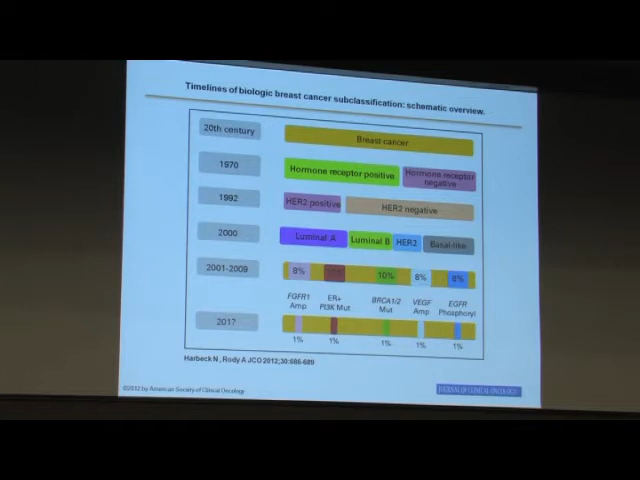 Timelines of biologic breast cancer subclassification: schematic overview.
20th century
Breast cancer
1970
Hormone receptor positive
Hormone receptor
negative
1992
HER2 positive
HER2 negative
2000
Luminal A
Luminal B
HER2
Basal-like
2001-2009
8%
10%
8%
8%
FGFR1
Amp
ER+
PI3K Mut
BRCA1/2
Mut
VEGF
Amp
EGFR
Phosphoryl
201?
1%
1%
1%
1%
1%
Harbeck N , Rody A JCO 2012;30:686-689
©2012 by American Society of Clinical Oncology
JOURNAL OF CLINICAL ONCOLOGY